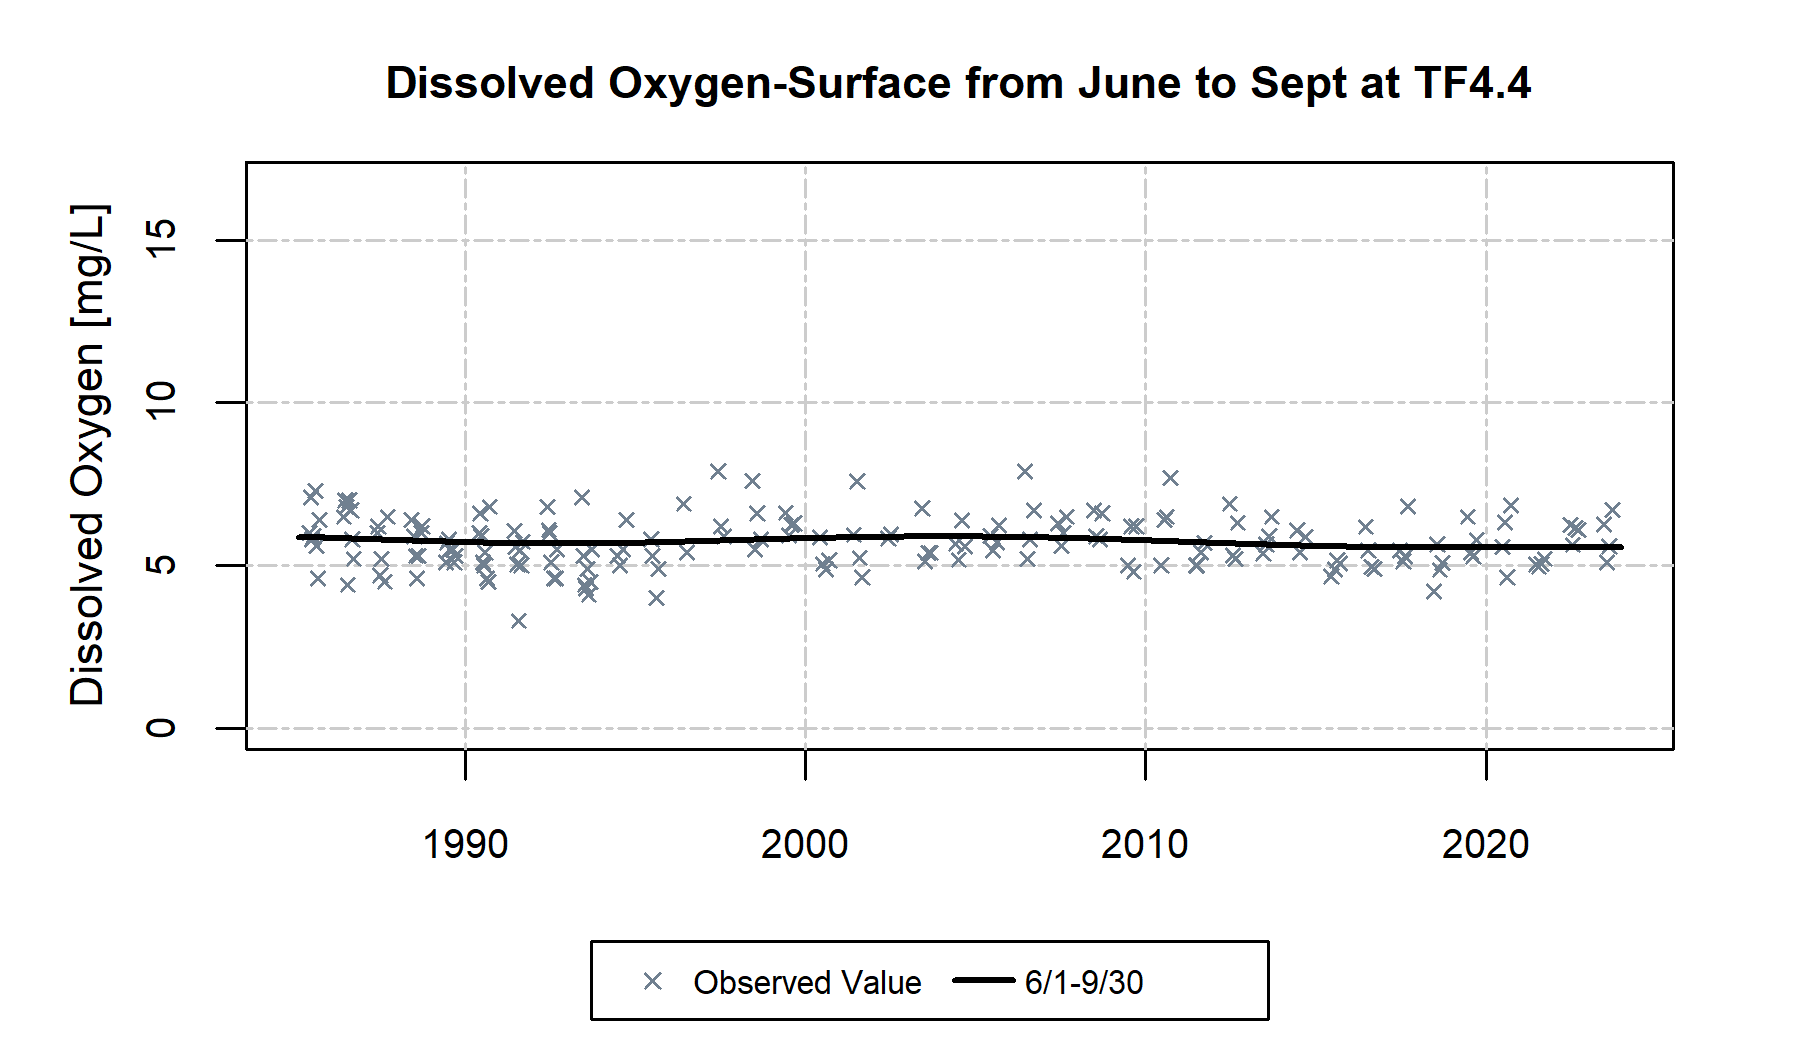 Dissolved Oxygen-Surface from June to Sept at TF4.4
Dissolved Oxygen [mg/L]
15
10
5
0
1990 2000 2010 2020
Observed Value 6/1-9/30